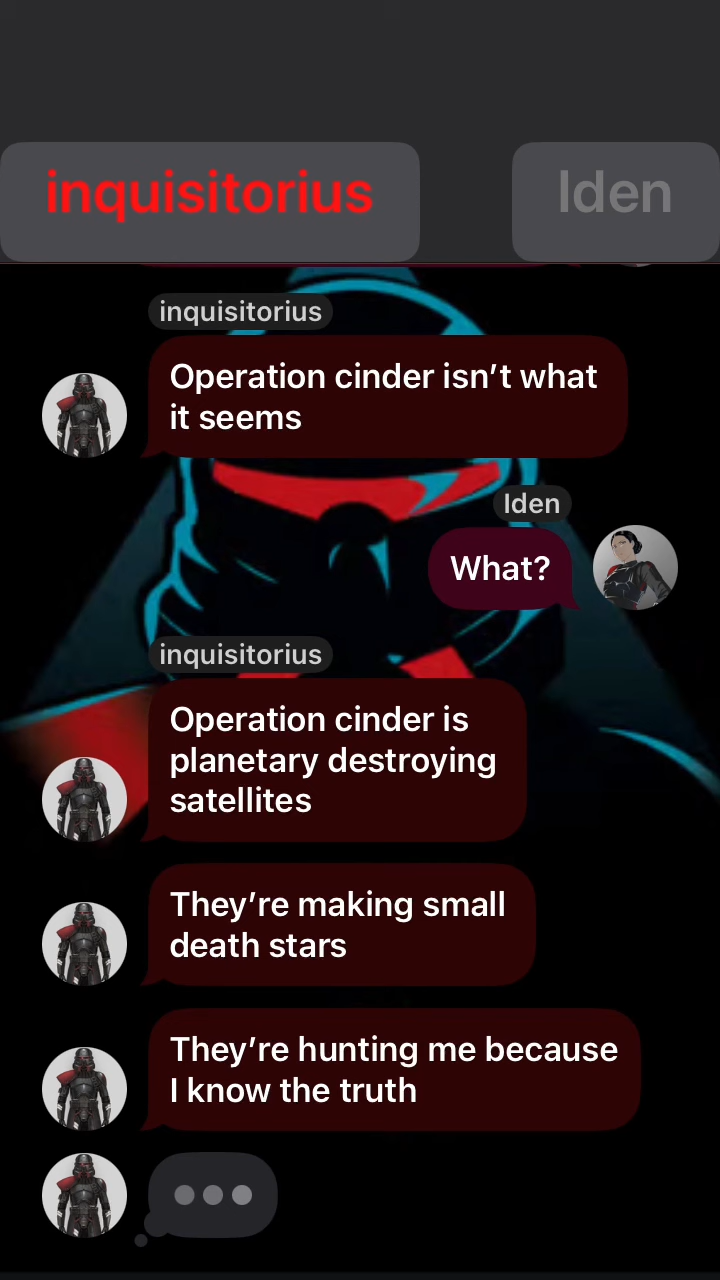 inquisitorius
Iden
inquisitorius
Operation cinder isn’t what
it seems
Iden
What?
inquisitorius
Operation cinder is
planetary destroying
satellites
They’re making small
death stars
They’re hunting me because
I know the truth